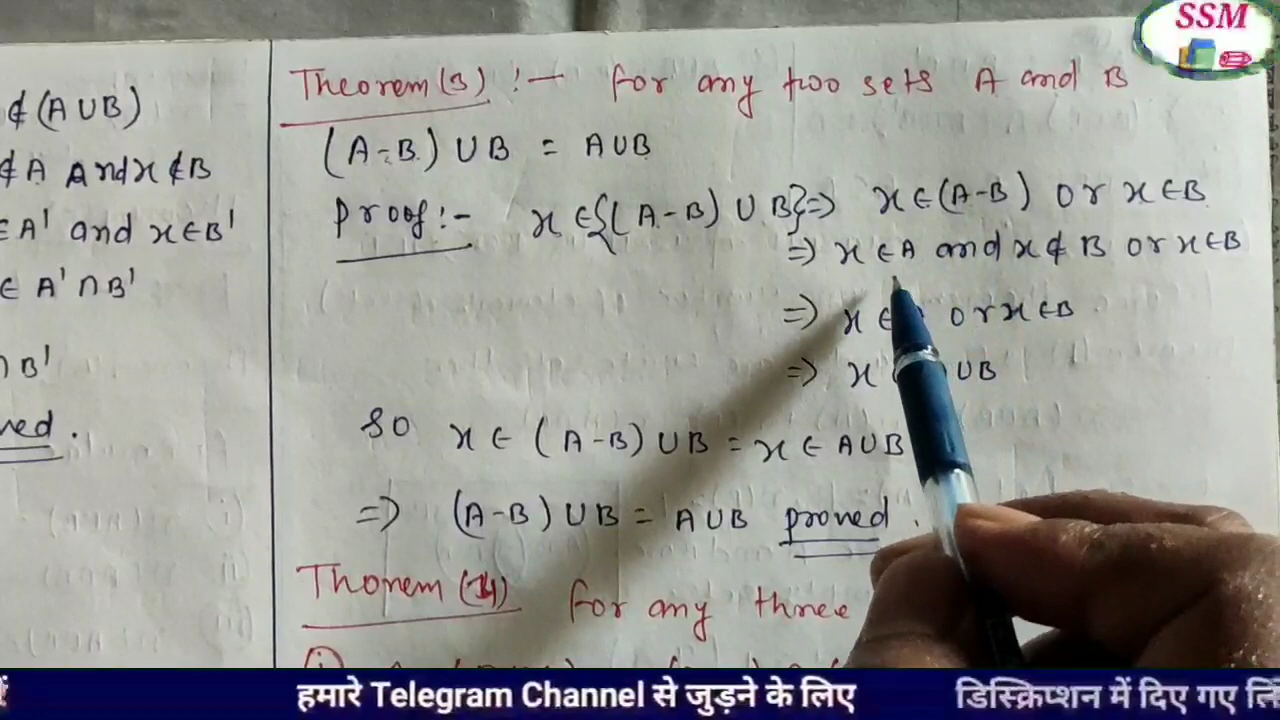 SSM
∉(A∪B)
∉A And x∉B
∈A' and x∈B'
∈ A'∩B'
∩B'
ved.
Theorem(3) :- for any two sets A and B
(A-B) ∪ B = A∪B
Proof:- x∈{(A-B) ∪ B} => x∈(A-B) or x∈B
=> x∈A and x∉B or x∈B
=> x∈ or x∈B
=> x ∪B
So x∈(A-B)∪B = x∈A∪B
=> (A-B)∪B = A∪B proved.
Thorem(4) for any three
(i)
हमारे Telegram Channel से जुड़ने के लिए डिस्क्रिप्शन में दिए गए